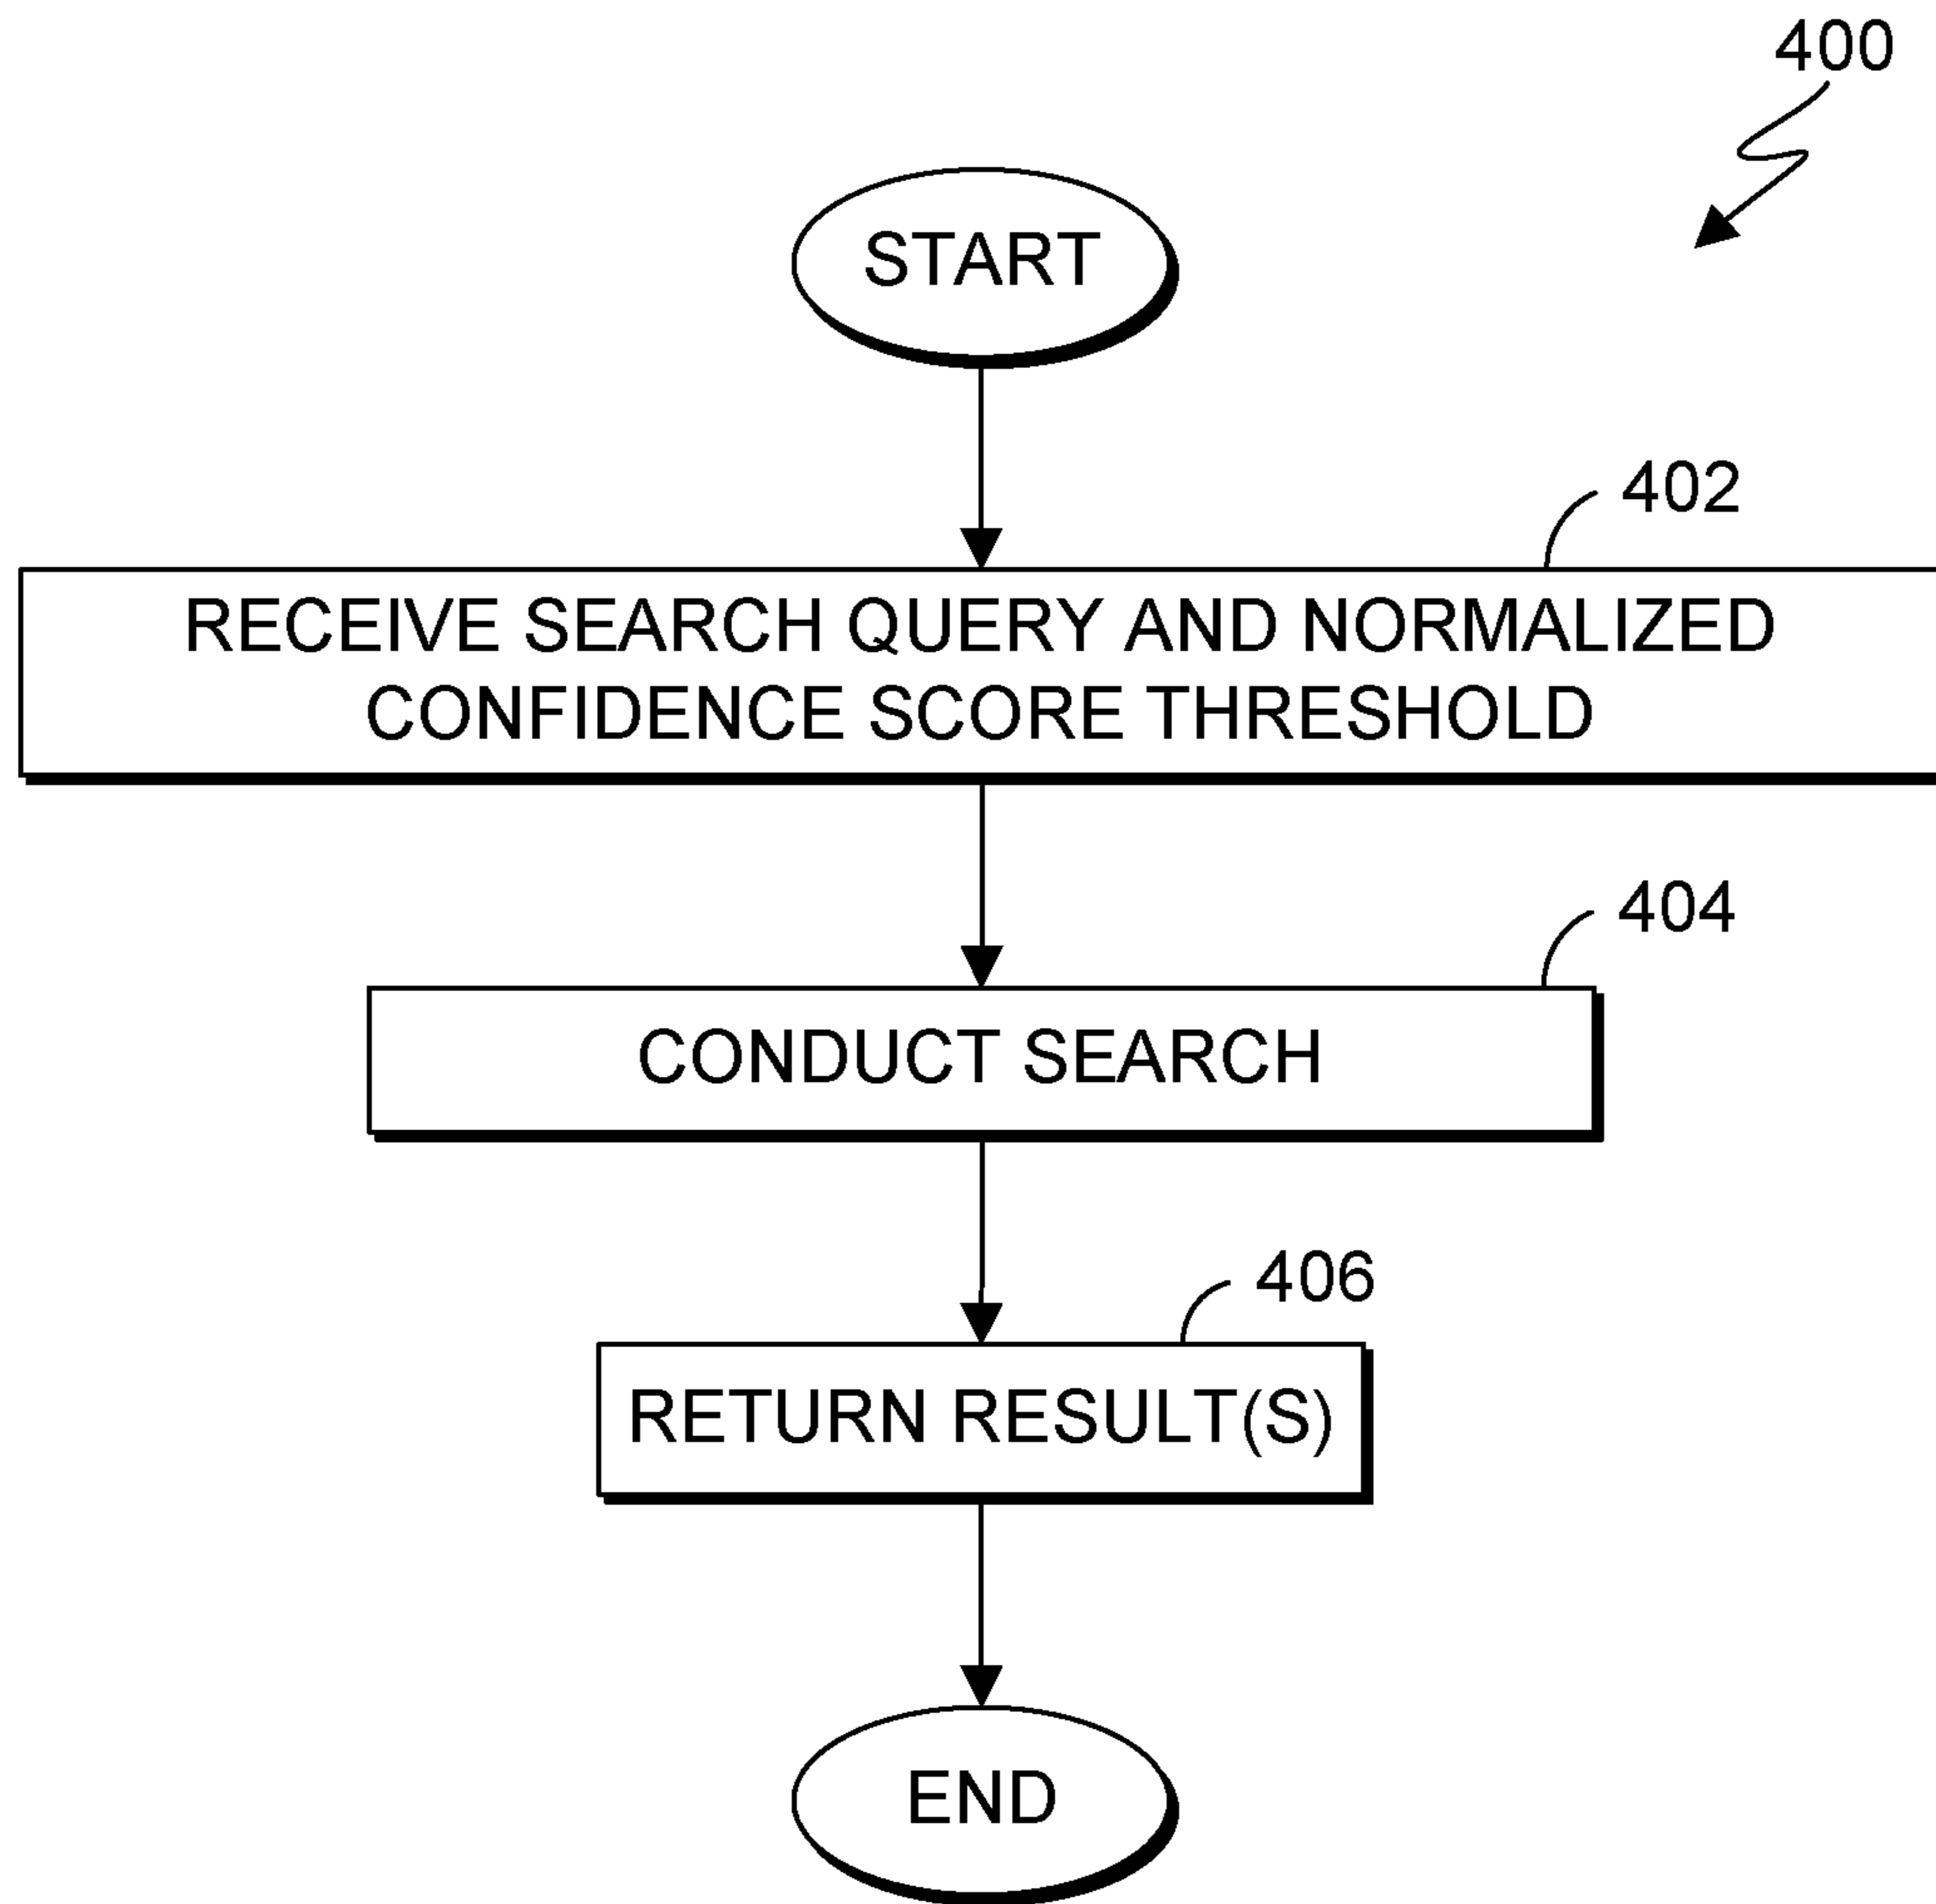 400
START
402
RECEIVE SEARCH QUERY AND NORMALIZED
CONFIDENCE SCORE THRESHOLD
404
CONDUCT SEARCH
406
RETURN RESULT(S)
END